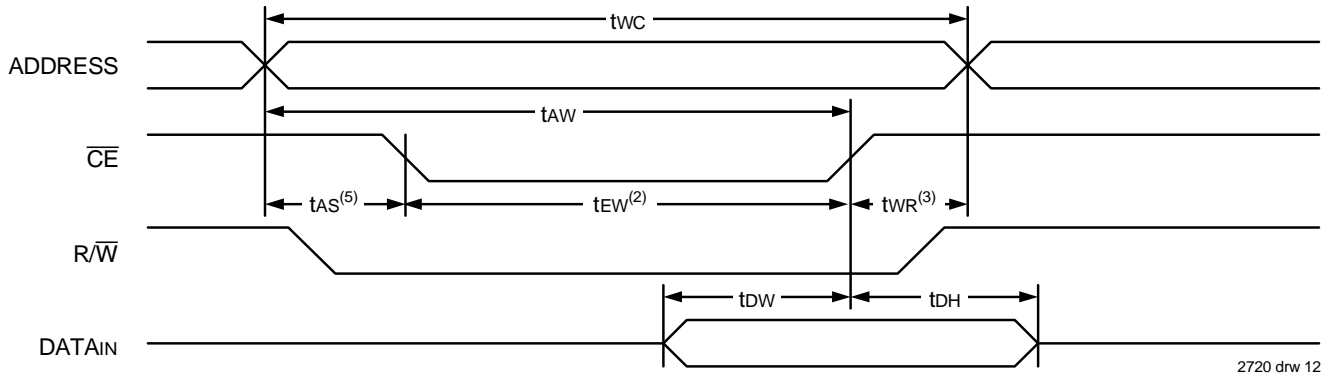 tWC
ADDRESS
tAW
CE
tAS(5)
tEW(2)
tWR(3)
R/W
tDW
tDH
DATAIN
2720 drw 12